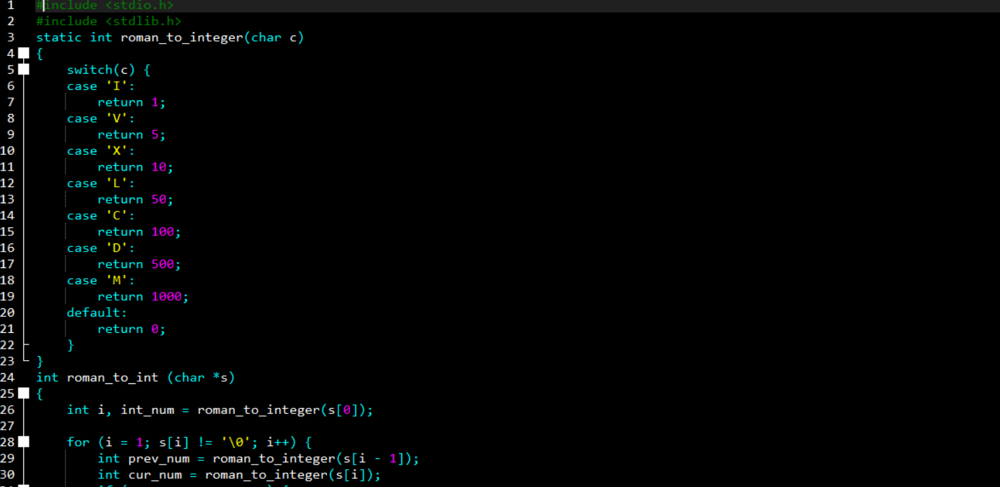 1 #include <stdio.h>
2 #include <stdlib.h>
3 static int roman_to_integer(char c)
4 {
5 switch(c) {
6 case 'I':
7 return 1;
8 case 'V':
9 return 5;
10 case 'X':
11 return 10;
12 case 'L':
13 return 50;
14 case 'C':
15 return 100;
16 case 'D':
17 return 500;
18 case 'M':
19 return 1000;
20 default:
21 return 0;
22 }
23 }
24 int roman_to_int (char *s)
25 {
26 int i, int_num = roman_to_integer(s[0]);
27
28 for (i = 1; s[i] != '\0'; i++) {
29 int prev_num = roman_to_integer(s[i - 1]);
30 int cur_num = roman_to_integer(s[i]);